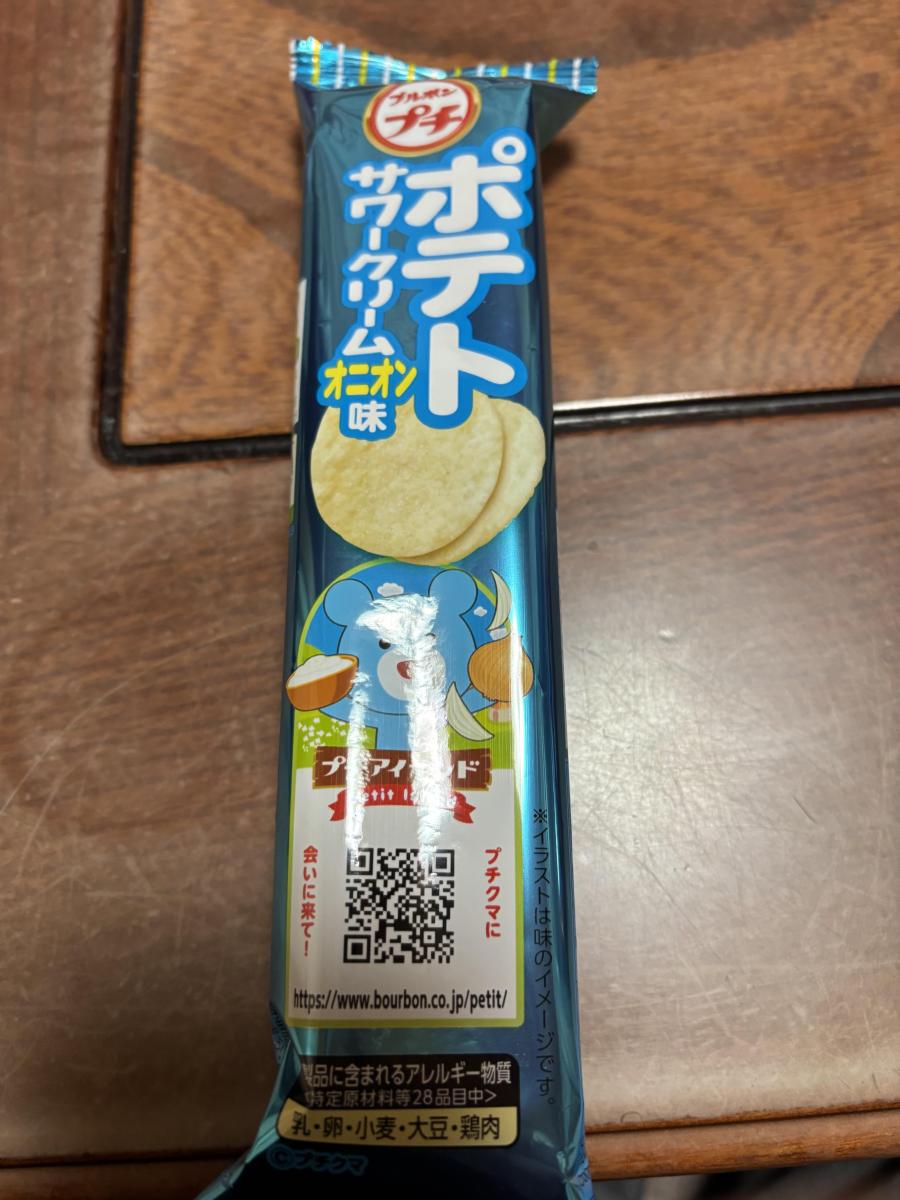 ブルボン
プチ
ポテト
サワークリーム
オニオン
味
プチアイランド
Petit Island
プチクマに
会いに来て!
https://www.bourbon.co.jp/petit/
※イラストは味のイメージです。
製品に含まれるアレルギー物質
特定原材料等28品目中>
乳・卵・小麦・大豆・鶏肉
©プチクマ